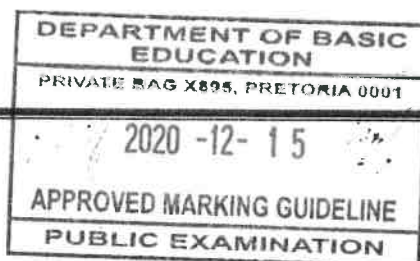 DEPARTMENT OF BASIC
EDUCATION
PRIVATE BAG X895, PRETORIA 0001
2020 -12- 15
APPROVED MARKING GUIDELINE
PUBLIC EXAMINATION